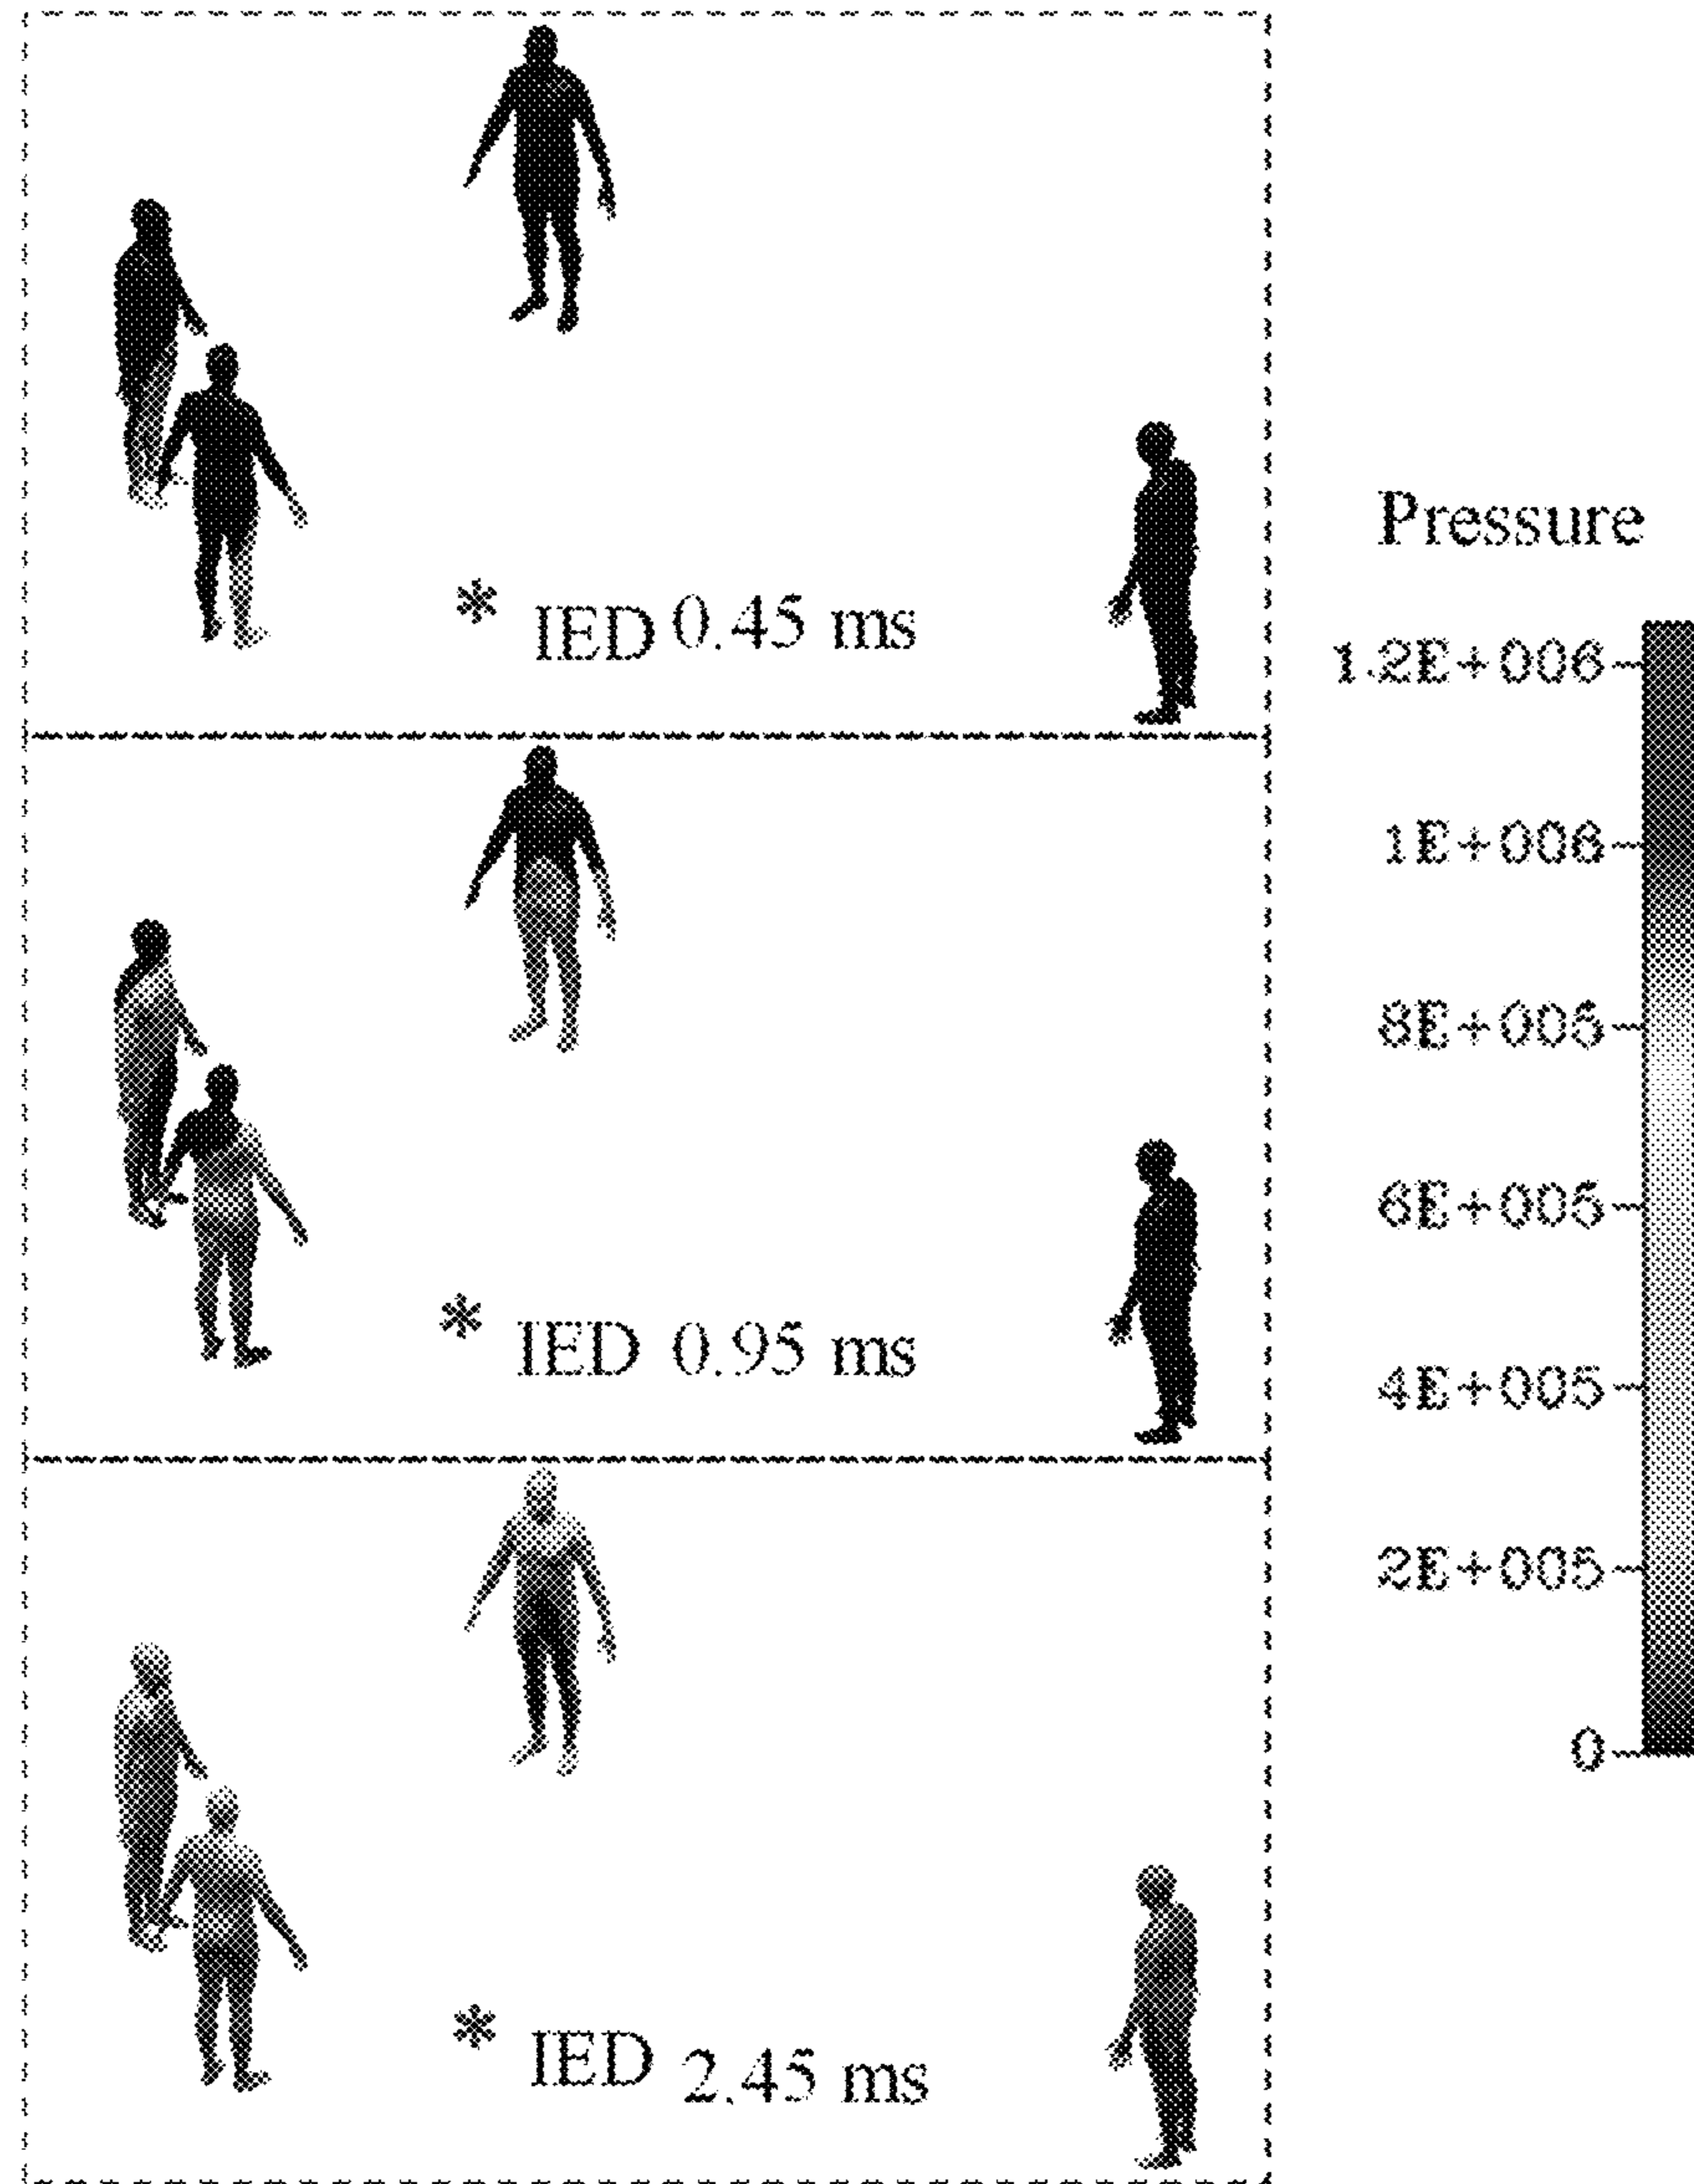 * IED 0.45 ms
* IED 0.95 ms
* IED 2.45 ms
Pressure
1.2E+006
1E+006
8E+005
6E+005
4E+005
2E+005
0